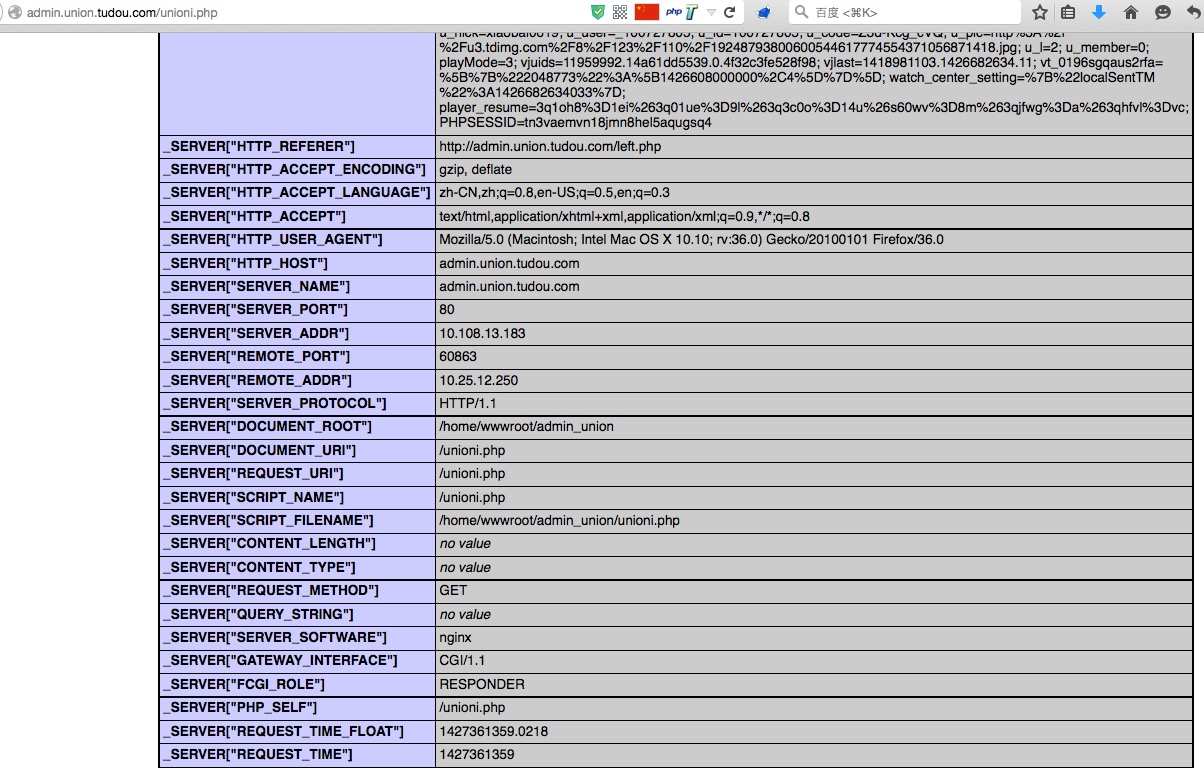 admin.union.tudou.com/unioni.php
php
百度 <⌘K>
%2Fu3.tdimg.com%2F8%2F123%2F110%2F192487938006005446177745543710568714​18.jpg; u_l=2; u_member=0;
playMode=3; vjuids=11959992.14a61dd5539.0.4f32c3fe528f98; vjlast=1418981103.1426682634.11; vt_0196sgqaus2rfa=
%5B%7B%222048773%22%3A%5B1426608000000%2C4%5D%7D%5D; watch_center_setting=%7B%22localSentTM
%22%3A1426682634033%7D;
player_resume=3q1oh8%3D1ei%263q01ue%3D9l%263q3c0o%3D14u%26s60wv%3D8m%263qjfwg%3Da%263qhfvl%3Dvc;
PHPSESSID=tn3vaemvn18jmn8hel5aqugsq4
_SERVER["HTTP_REFERER"] http://admin.union.tudou.com/left.php
_SERVER["HTTP_ACCEPT_ENCODING"] gzip, deflate
_SERVER["HTTP_ACCEPT_LANGUAGE"] zh-CN,zh;q=0.8,en-US;q=0.5,en;q=0.3
_SERVER["HTTP_ACCEPT"] text/html,application/xhtml+xml,application/xml;q=0.9,*/*;q=0.8
_SERVER["HTTP_USER_AGENT"] Mozilla/5.0 (Macintosh; Intel Mac OS X 10.10; rv:36.0) Gecko/20100101 Firefox/36.0
_SERVER["HTTP_HOST"] admin.union.tudou.com
_SERVER["SERVER_NAME"] admin.union.tudou.com
_SERVER["SERVER_PORT"] 80
_SERVER["SERVER_ADDR"] 10.108.13.183
_SERVER["REMOTE_PORT"] 60863
_SERVER["REMOTE_ADDR"] 10.25.12.250
_SERVER["SERVER_PROTOCOL"] HTTP/1.1
_SERVER["DOCUMENT_ROOT"] /home/wwwroot/admin_union
_SERVER["DOCUMENT_URI"] /unioni.php
_SERVER["REQUEST_URI"] /unioni.php
_SERVER["SCRIPT_NAME"] /unioni.php
_SERVER["SCRIPT_FILENAME"] /home/wwwroot/admin_union/unioni.php
_SERVER["CONTENT_LENGTH"] no value
_SERVER["CONTENT_TYPE"] no value
_SERVER["REQUEST_METHOD"] GET
_SERVER["QUERY_STRING"] no value
_SERVER["SERVER_SOFTWARE"] nginx
_SERVER["GATEWAY_INTERFACE"] CGI/1.1
_SERVER["FCGI_ROLE"] RESPONDER
_SERVER["PHP_SELF"] /unioni.php
_SERVER["REQUEST_TIME_FLOAT"] 1427361359.0218
_SERVER["REQUEST_TIME"] 1427361359